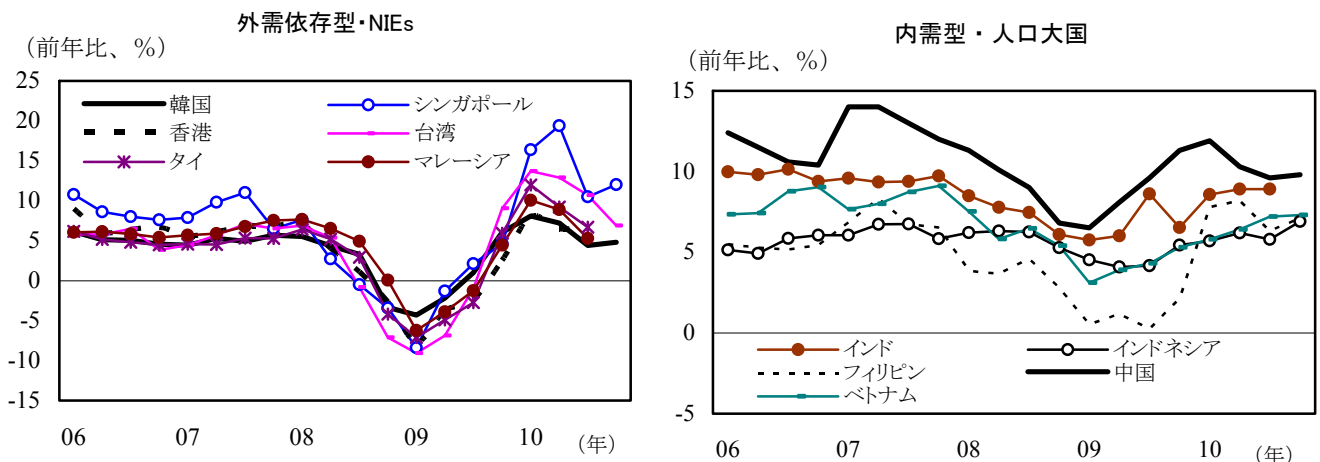 外需依存型・NIEs
（前年比、%）
25
20
15
10
5
0
-5
-10
-15
韓国
シンガポール
香港
台湾
タイ
マレーシア
06
07
08
09
10
（年）
内需型・人口大国
（前年比、%）
15
10
5
0
-5
インド
インドネシア
フィリピン
中国
ベトナム
06
07
08
09
10
（年）